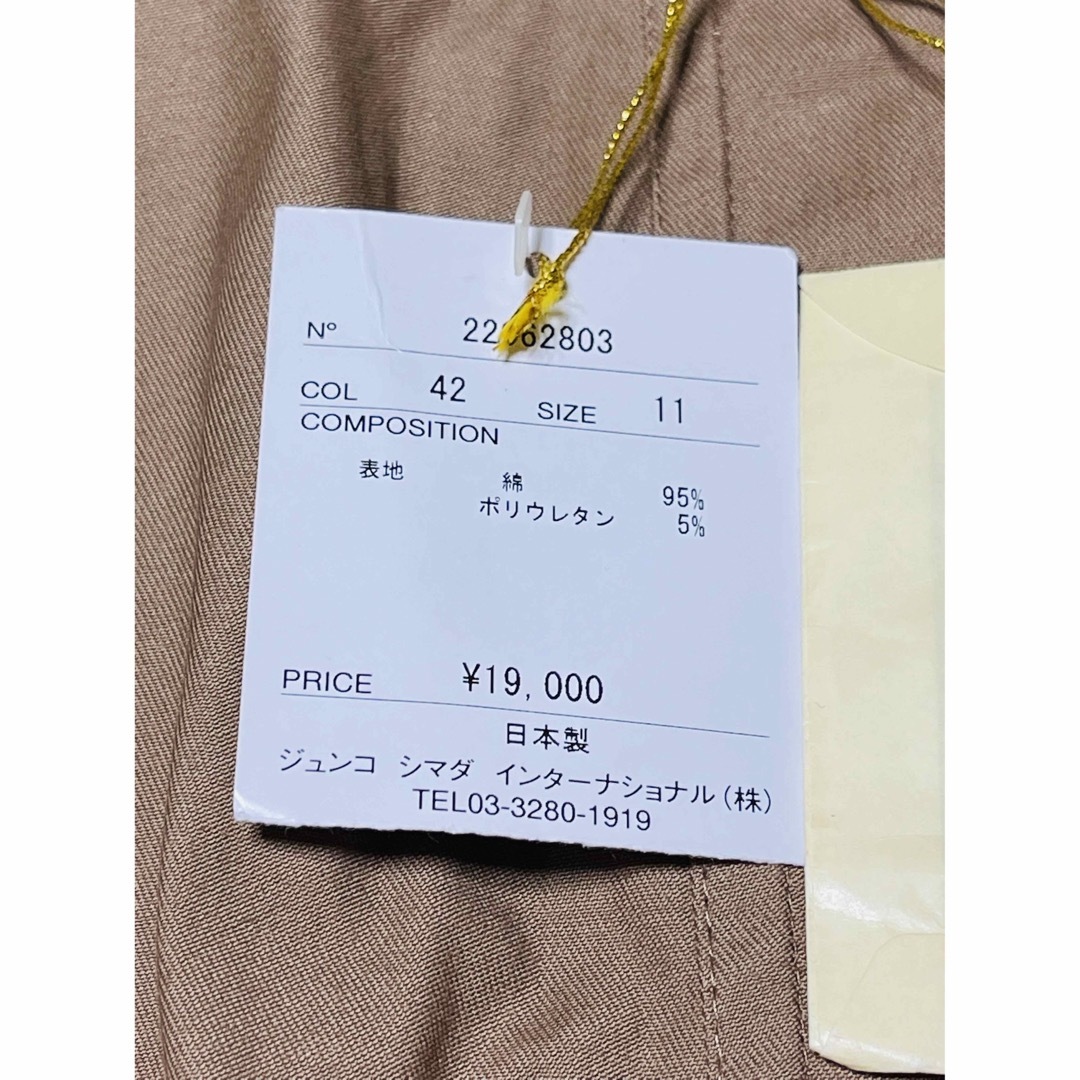 Nº
COL 42 SIZE 11
COMPOSITION
表地 綿 95%
ポリウレタン 5%
PRICE ¥19,000
日本製
ジュンコ シマダ インターナショナル(株)
TEL03-3280-1919